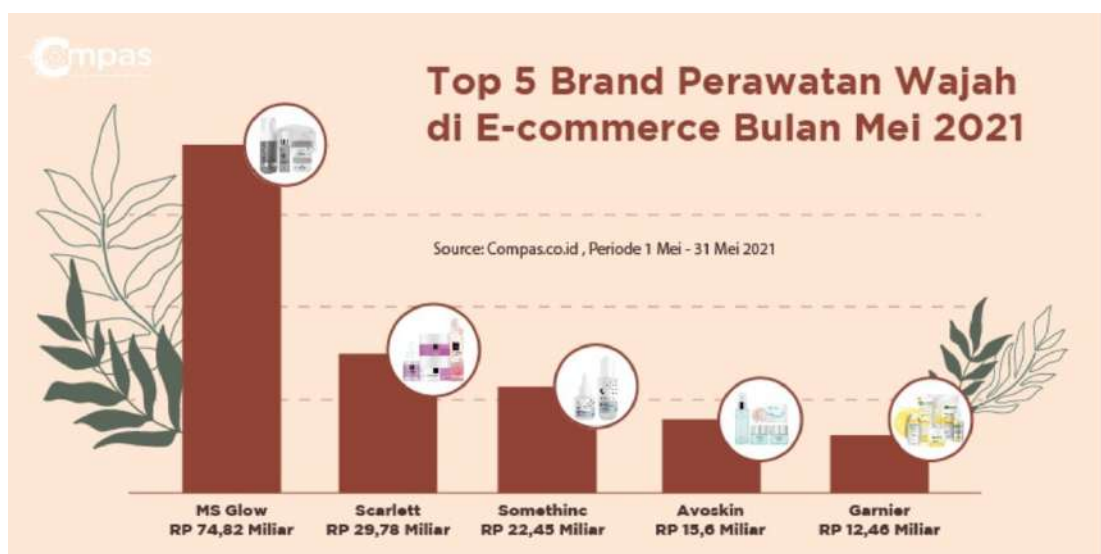 Compas
Top 5 Brand Perawatan Wajah
di E-commerce Bulan Mei 2021
Source: Compas.co.id , Periode 1 Mei - 31 Mei 2021
MS Glow
RP 74,82 Miliar
Scarlett
RP 29,78 Miliar
Somethinc
RP 22,45 Miliar
Avoskin
RP 15,6 Miliar
Garnier
RP 12,46 Miliar